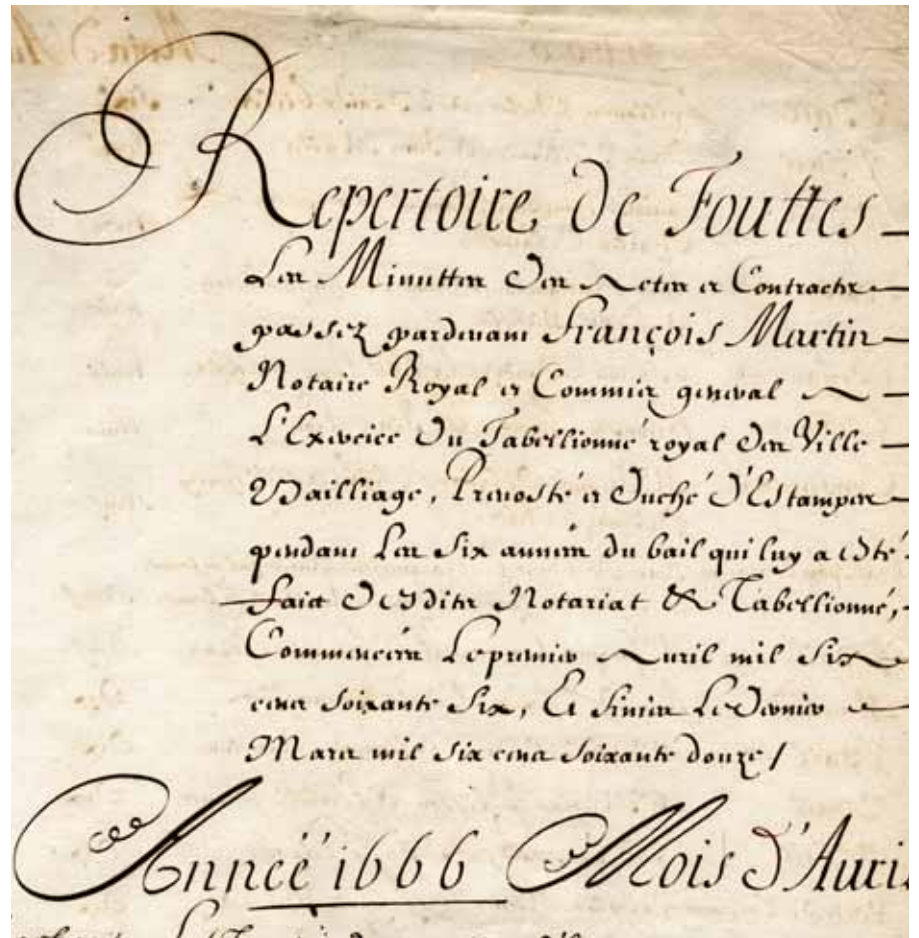 Repertoire de Touttes
Les Minuttes des Actes et Contractz
passez pardevant François Martin
Notaire Royal et Commis general a
L'Exercice du Tabellionné royal des Ville
Bailliage, Prevosté et Duché d'Estampes
pendant Les six années du bail qui luy a esté
faict desdits Notariat & Tabellionné,
Commencées Le premier Auril mil six
cens soixante six, Et finies Le Dernier
Mars mil six cens soixante douze /
Année 1666 Mois d'Auril